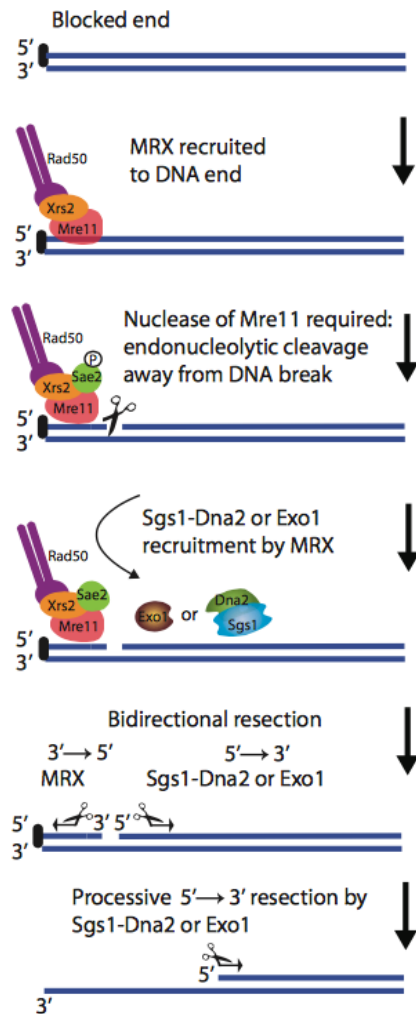 Blocked end
5′
3′
Rad50
MRX recruited
to DNA end
Xrs2
Mre11
5′
3′
Nuclease of Mre11 required:
endonucleolytic cleavage
away from DNA break
Rad50
P
Sae2
Xrs2
Mre11
5′
3′
Sgs1-Dna2 or Exo1
recruitment by MRX
Rad50
Sae2
Xrs2
Mre11
Exo1 or Dna2
Sgs1
5′
3′
Bidirectional resection
3′→5′ 5′→3′
MRX Sgs1-Dna2 or Exo1
5′ 3′ 5′
3′
Processive 5′→3′ resection by
Sgs1-Dna2 or Exo1
5′
3′